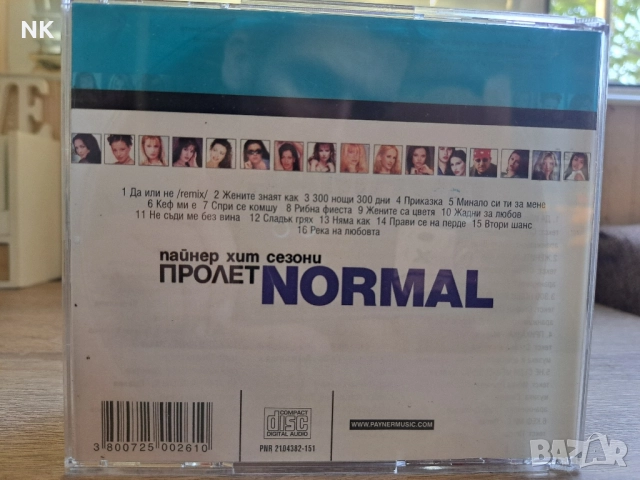 NK
1 Да или не /remix/ 2 Жените знаят как 3 300 нощи 300 дни 4 Приказка 5 Минало си ти за мене
6 Кеф ми е 7 Спри се комшу 8 Рибна фиеста 9 Жените са цветя 10 Жадни за любов
11 Не съди ме без вина 12 Сладък грях 13 Няма как 14 Прави се на перде 15 Втори шанс
16 Река на любовта
пайнер хит сезони
ПРОЛЕТ NORMAL
COMPACT
disc
DIGITAL AUDIO
WWW.PAYNERMUSIC.COM
3 800725 002610
PNR 2104382-151
BAZAR